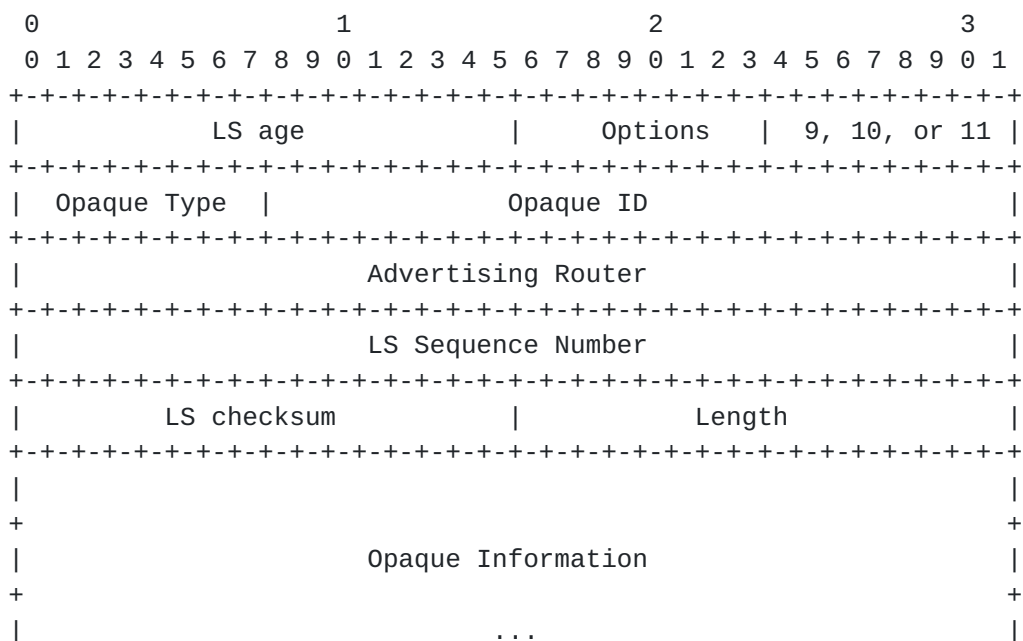 0                   1                   2                   3
 0 1 2 3 4 5 6 7 8 9 0 1 2 3 4 5 6 7 8 9 0 1 2 3 4 5 6 7 8 9 0 1
+-+-+-+-+-+-+-+-+-+-+-+-+-+-+-+-+-+-+-+-+-+-+-+-+-+-+-+-+-+-+-+-+
|            LS age             |     Options   |  9, 10, or 11 |
+-+-+-+-+-+-+-+-+-+-+-+-+-+-+-+-+-+-+-+-+-+-+-+-+-+-+-+-+-+-+-+-+
|  Opaque Type  |               Opaque ID                       |
+-+-+-+-+-+-+-+-+-+-+-+-+-+-+-+-+-+-+-+-+-+-+-+-+-+-+-+-+-+-+-+-+
|                      Advertising Router                       |
+-+-+-+-+-+-+-+-+-+-+-+-+-+-+-+-+-+-+-+-+-+-+-+-+-+-+-+-+-+-+-+-+
|                      LS Sequence Number                       |
+-+-+-+-+-+-+-+-+-+-+-+-+-+-+-+-+-+-+-+-+-+-+-+-+-+-+-+-+-+-+-+-+
|         LS checksum           |           Length              |
+-+-+-+-+-+-+-+-+-+-+-+-+-+-+-+-+-+-+-+-+-+-+-+-+-+-+-+-+-+-+-+-+
|                                                               |
+                                                               +
|                      Opaque Information                       |
+                                                               +
|                              ...                              |